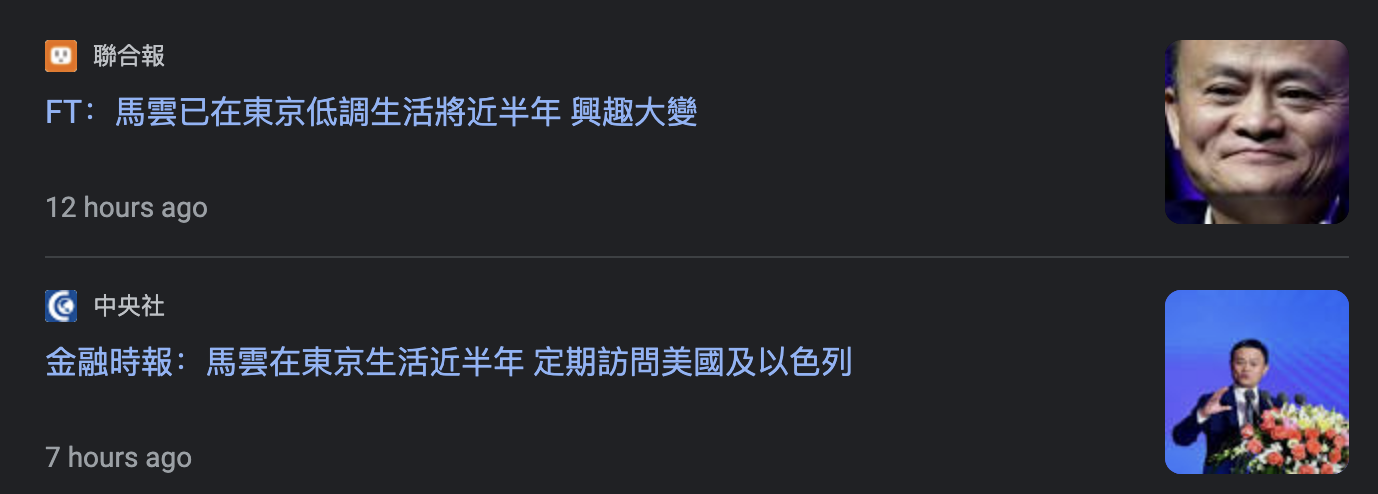 聯合報
FT：馬雲已在東京低調生活將近半年 興趣大變
12 hours ago
中央社
金融時報：馬雲在東京生活近半年 定期訪問美國及以色列
7 hours ago